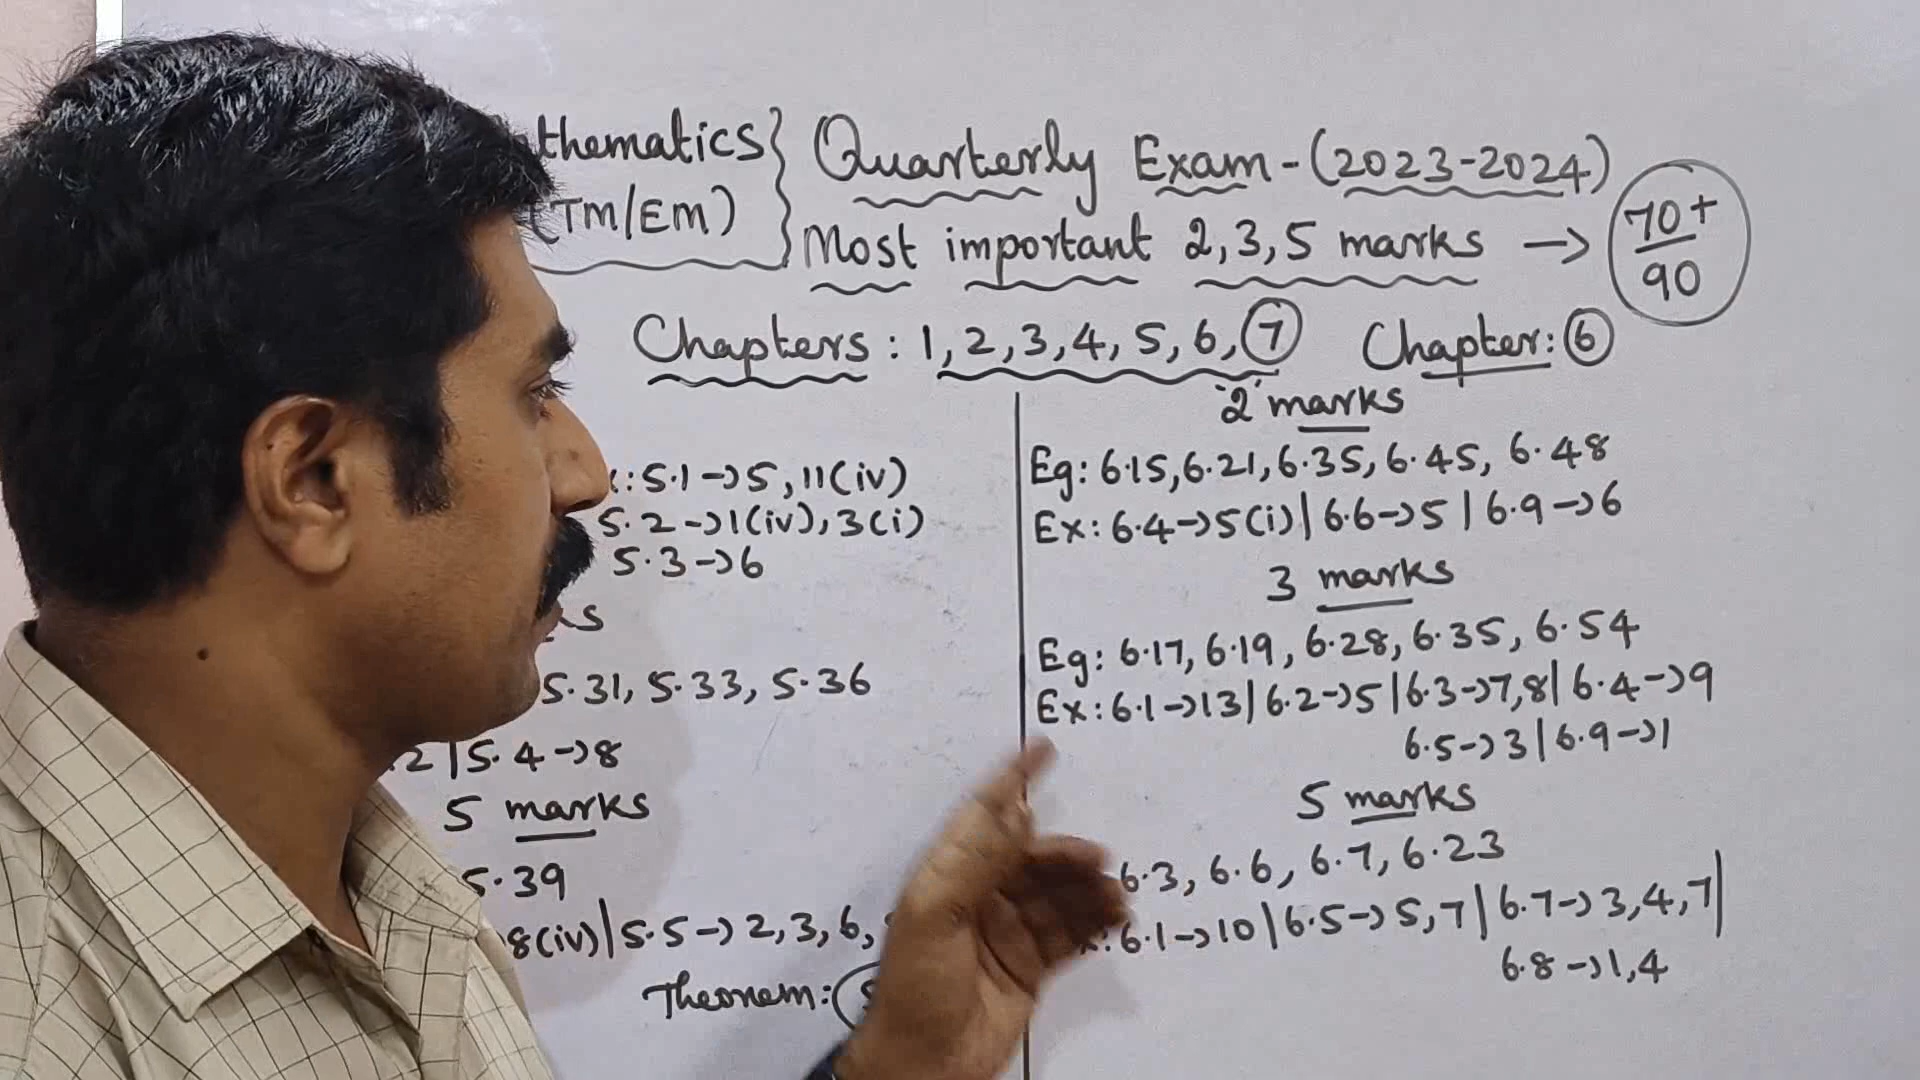 thematics } Quarterly Exam - (2023-2024)
(TM/EM) Most important 2, 3, 5 marks → 70+/90
Chapters : 1, 2, 3, 4, 5, 6, 7 Chapter: 6
: 5.1 → 5, 11(iv)
5.2 → 1(iv), 3(i)
5.3 → 6
5.31, 5.33, 5.36
2 | 5.4 → 8
5 marks
5.39
8(iv) | 5.5 → 2, 3, 6,
Theonem:
"2" marks
Eg: 6.15, 6.21, 6.35, 6.45, 6.48
Ex: 6.4 → 5(i) | 6.6 → 5 | 6.9 → 6
3 marks
Eg: 6.17, 6.19, 6.28, 6.35, 6.54
Ex: 6.1 → 13 | 6.2 → 5 | 6.3 → 7, 8 | 6.4 → 9
6.5 → 3 | 6.9 → 1
5 marks
6.3, 6.6, 6.7, 6.23
: 6.1 → 10 | 6.5 → 5, 7 | 6.7 → 3, 4, 7 |
6.8 → 1, 4